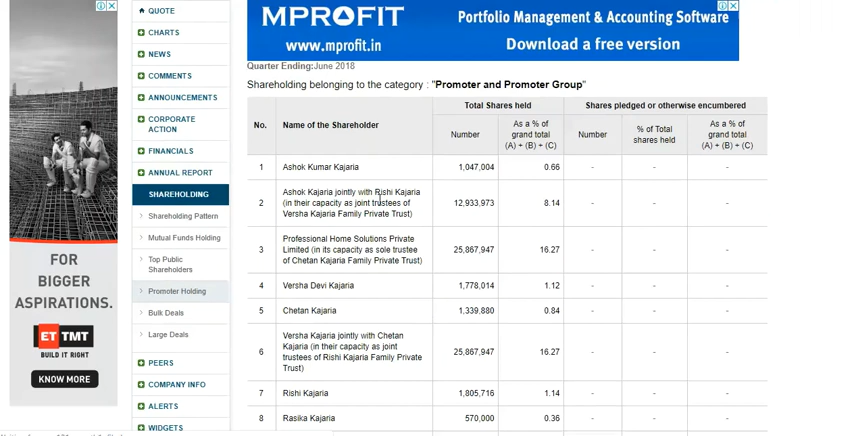 QUOTE
CHARTS
NEWS
COMMENTS
ANNOUNCEMENTS
CORPORATE
ACTION
FINANCIALS
ANNUAL REPORT
SHAREHOLDING
Shareholding Pattern
Mutual Funds Holding
Top Public
Shareholders
Promoter Holding
Bulk Deals
Large Deals
PEERS
COMPANY INFO
ALERTS
WIDGETS
FOR
BIGGER
ASPIRATIONS.
ET TMT
BUILD IT RIGHT
KNOW MORE
MPROFIT
www.mprofit.in
Portfolio Management & Accounting Software
Download a free version
Quarter Ending:June 2018
Shareholding belonging to the category : "Promoter and Promoter Group"
No. Name of the Shareholder Total Shares held Shares pledged or otherwise encumbered
Number As a % of grand total (A) + (B) + (C) Number % of Total shares held As a % of grand total (A) + (B) + (C)
1 Ashok Kumar Kajaria 1,047,004 0.66 - - -
2 Ashok Kajaria jointly with Rishi Kajaria
(in their capacity as joint trustees of
Versha Kajaria Family Private Trust) 12,933,973 8.14 - - -
3 Professional Home Solutions Private
Limited (in its capacity as sole trustee
of Chetan Kajaria Family Private Trust) 25,867,947 16.27 - - -
4 Versha Devi Kajaria 1,778,014 1.12 - - -
5 Chetan Kajaria 1,339,880 0.84 - - -
6 Versha Kajaria jointly with Chetan
Kajaria (in their capacity as joint
trustees of Rishi Kajaria Family Private
Trust) 25,867,947 16.27 - - -
7 Rishi Kajaria 1,805,716 1.14 - - -
8 Rasika Kajaria 570,000 0.36 - - -